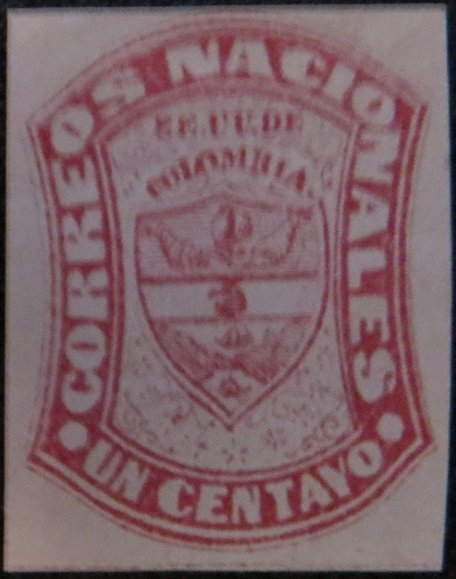 CORREOS NACIONALES
EE.UU.DE
COLOMBIA.
UN CENTAVO